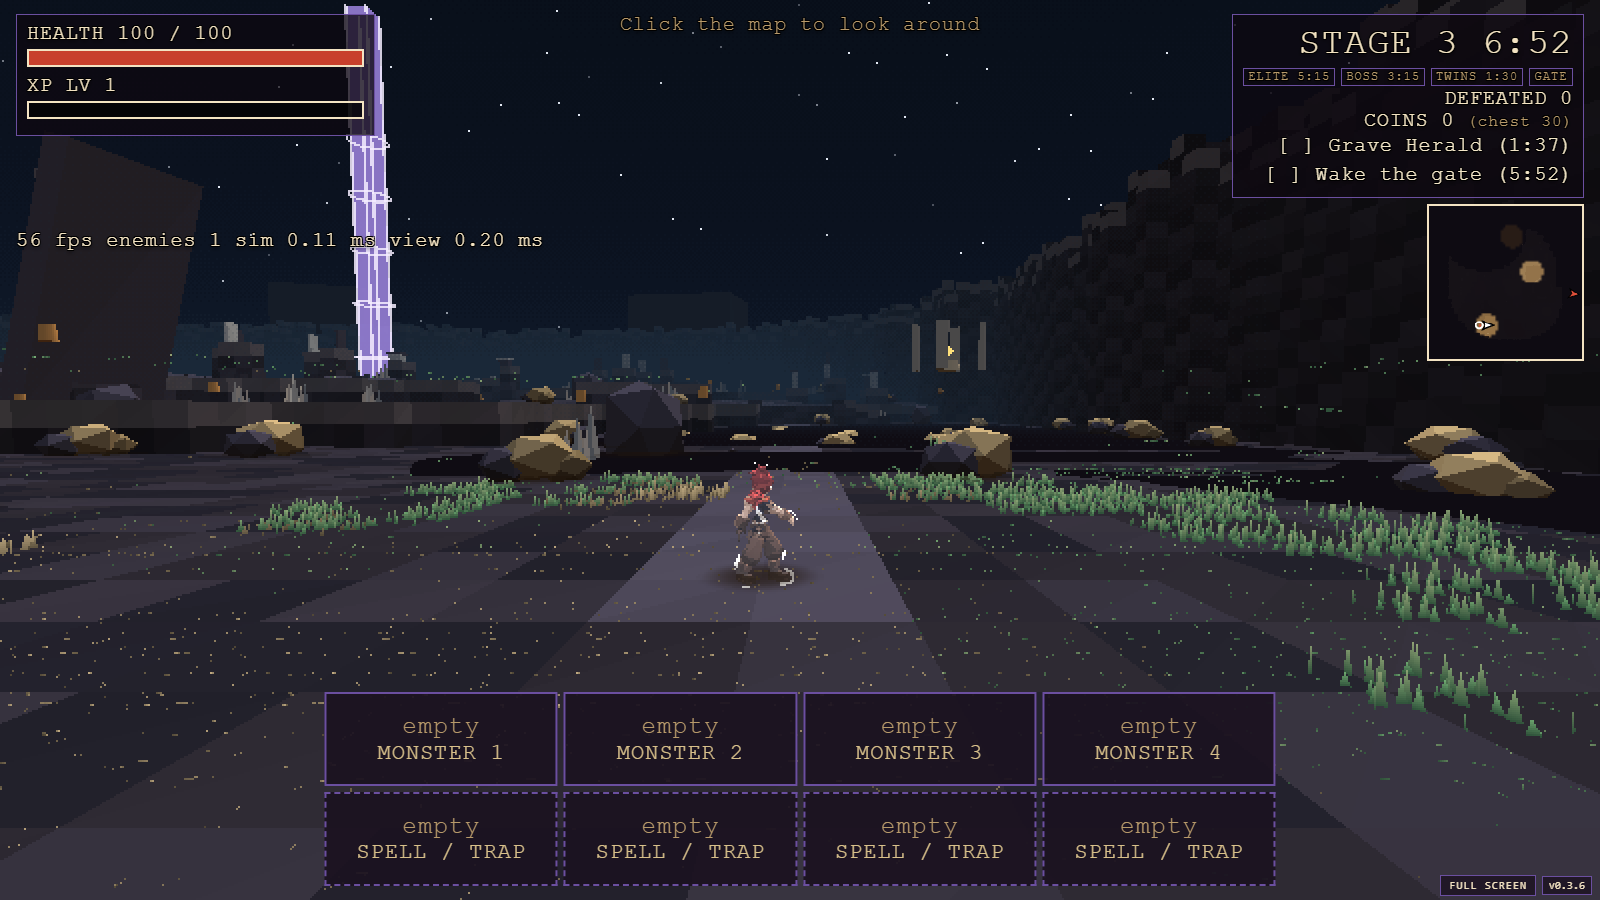 HEALTH 100 / 100
XP LV 1
Click the map to look around
STAGE 3 6:52
ELITE 5:15 BOSS 3:15 TWINS 1:30 GATE
DEFEATED 0
COINS 0 (chest 30)
[ ] Grave Herald (1:37)
[ ] Wake the gate (5:52)
56 fps enemies 1 sim 0.11 ms view 0.20 ms
empty empty empty empty
MONSTER 1 MONSTER 2 MONSTER 3 MONSTER 4
empty empty empty empty
SPELL / TRAP SPELL / TRAP SPELL / TRAP SPELL / TRAP
FULL SCREEN v0.3.6